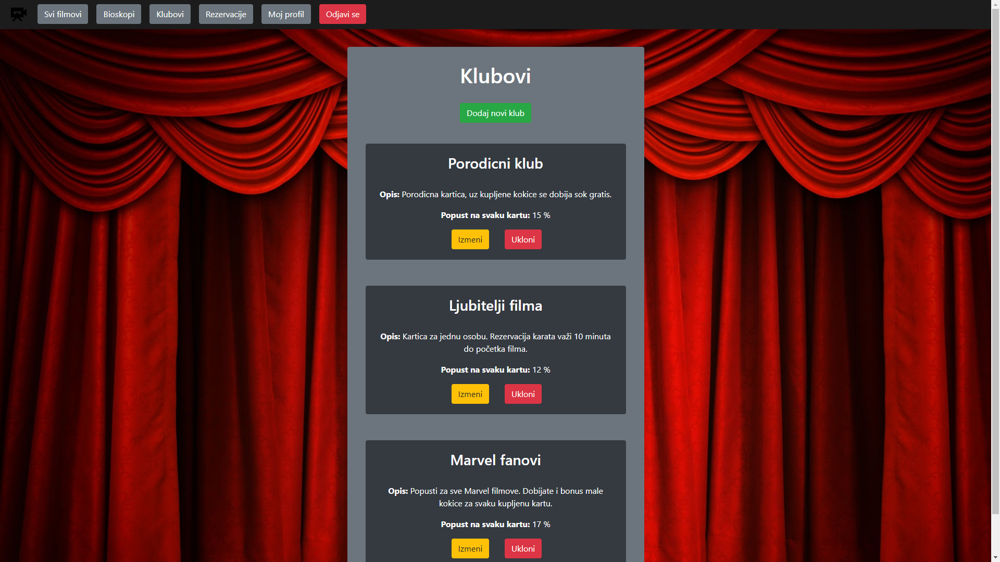 Svi filmovi Bioskopi Klubovi Rezervacije Moj profil Odjavi se
Klubovi
Dodaj novi klub
Porodicni klub
Opis: Porodicna kartica, uz kupljene kokice se dobija sok gratis.
Popust na svaku kartu: 15 %
Izmeni Ukloni
Ljubitelji filma
Opis: Kartica za jednu osobu. Rezervacija karata važi 10 minuta
do početka filma.
Popust na svaku kartu: 12 %
Izmeni Ukloni
Marvel fanovi
Opis: Popusti za sve Marvel filmove. Dobijate i bonus male
kokice za svaku kupljenu kartu.
Popust na svaku kartu: 17 %
Izmeni Ukloni